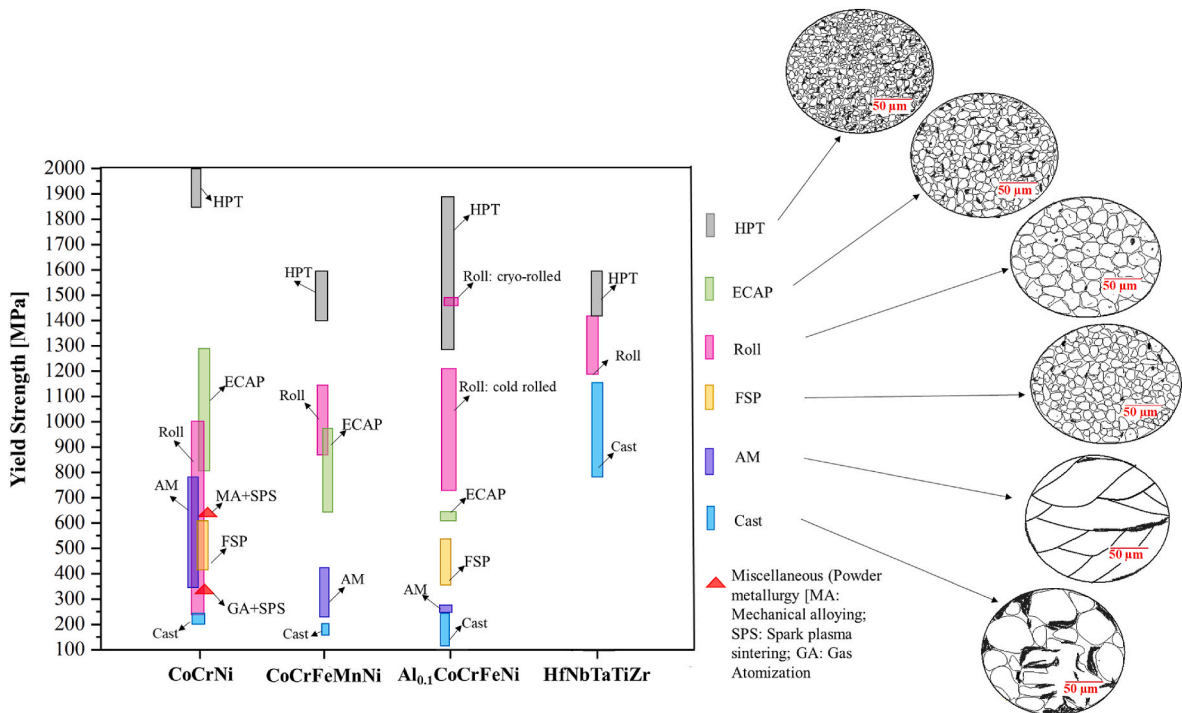 Yield Strength [MPa]
2000
1900
1800
1700
1600
1500
1400
1300
1200
1100
1000
900
800
700
600
500
400
300
200
100
HPT
ECAP
Roll
AM
MA+SPS
FSP
GA+SPS
Cast
HPT
Roll
ECAP
AM
Cast
HPT
Roll: cryo-rolled
Roll: cold rolled
ECAP
FSP
AM
Cast
HPT
Roll
Cast
CoCrNi
CoCrFeMnNi
Al0.1CoCrFeNi
HfNbTaTiZr
HPT
ECAP
Roll
FSP
AM
Cast
Miscellaneous (Powder
metallurgy [MA:
Mechanical alloying;
SPS: Spark plasma
sintering; GA: Gas
Atomization
50 µm
50 µm
50 µm
50 µm
50 µm
50 µm